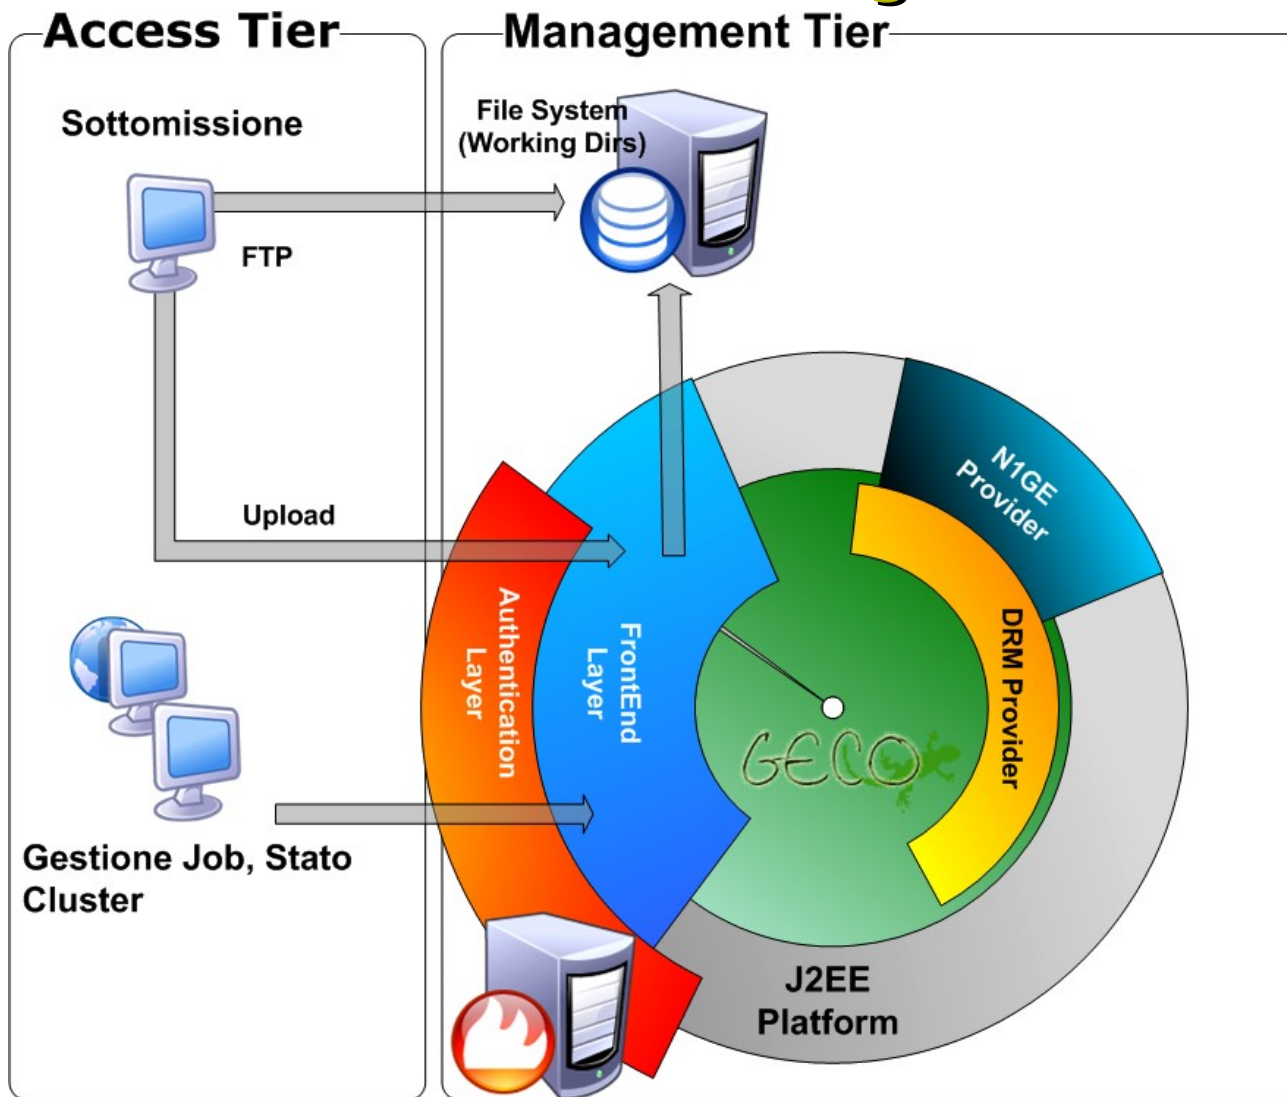 Access Tier
Management Tier
Sottomissione
File System
(Working Dirs)
FTP
Upload
N1GE
Provider
Authentication
Layer
FrontEnd
Layer
DRM Provider
GECO
Gestione Job, Stato
Cluster
J2EE
Platform